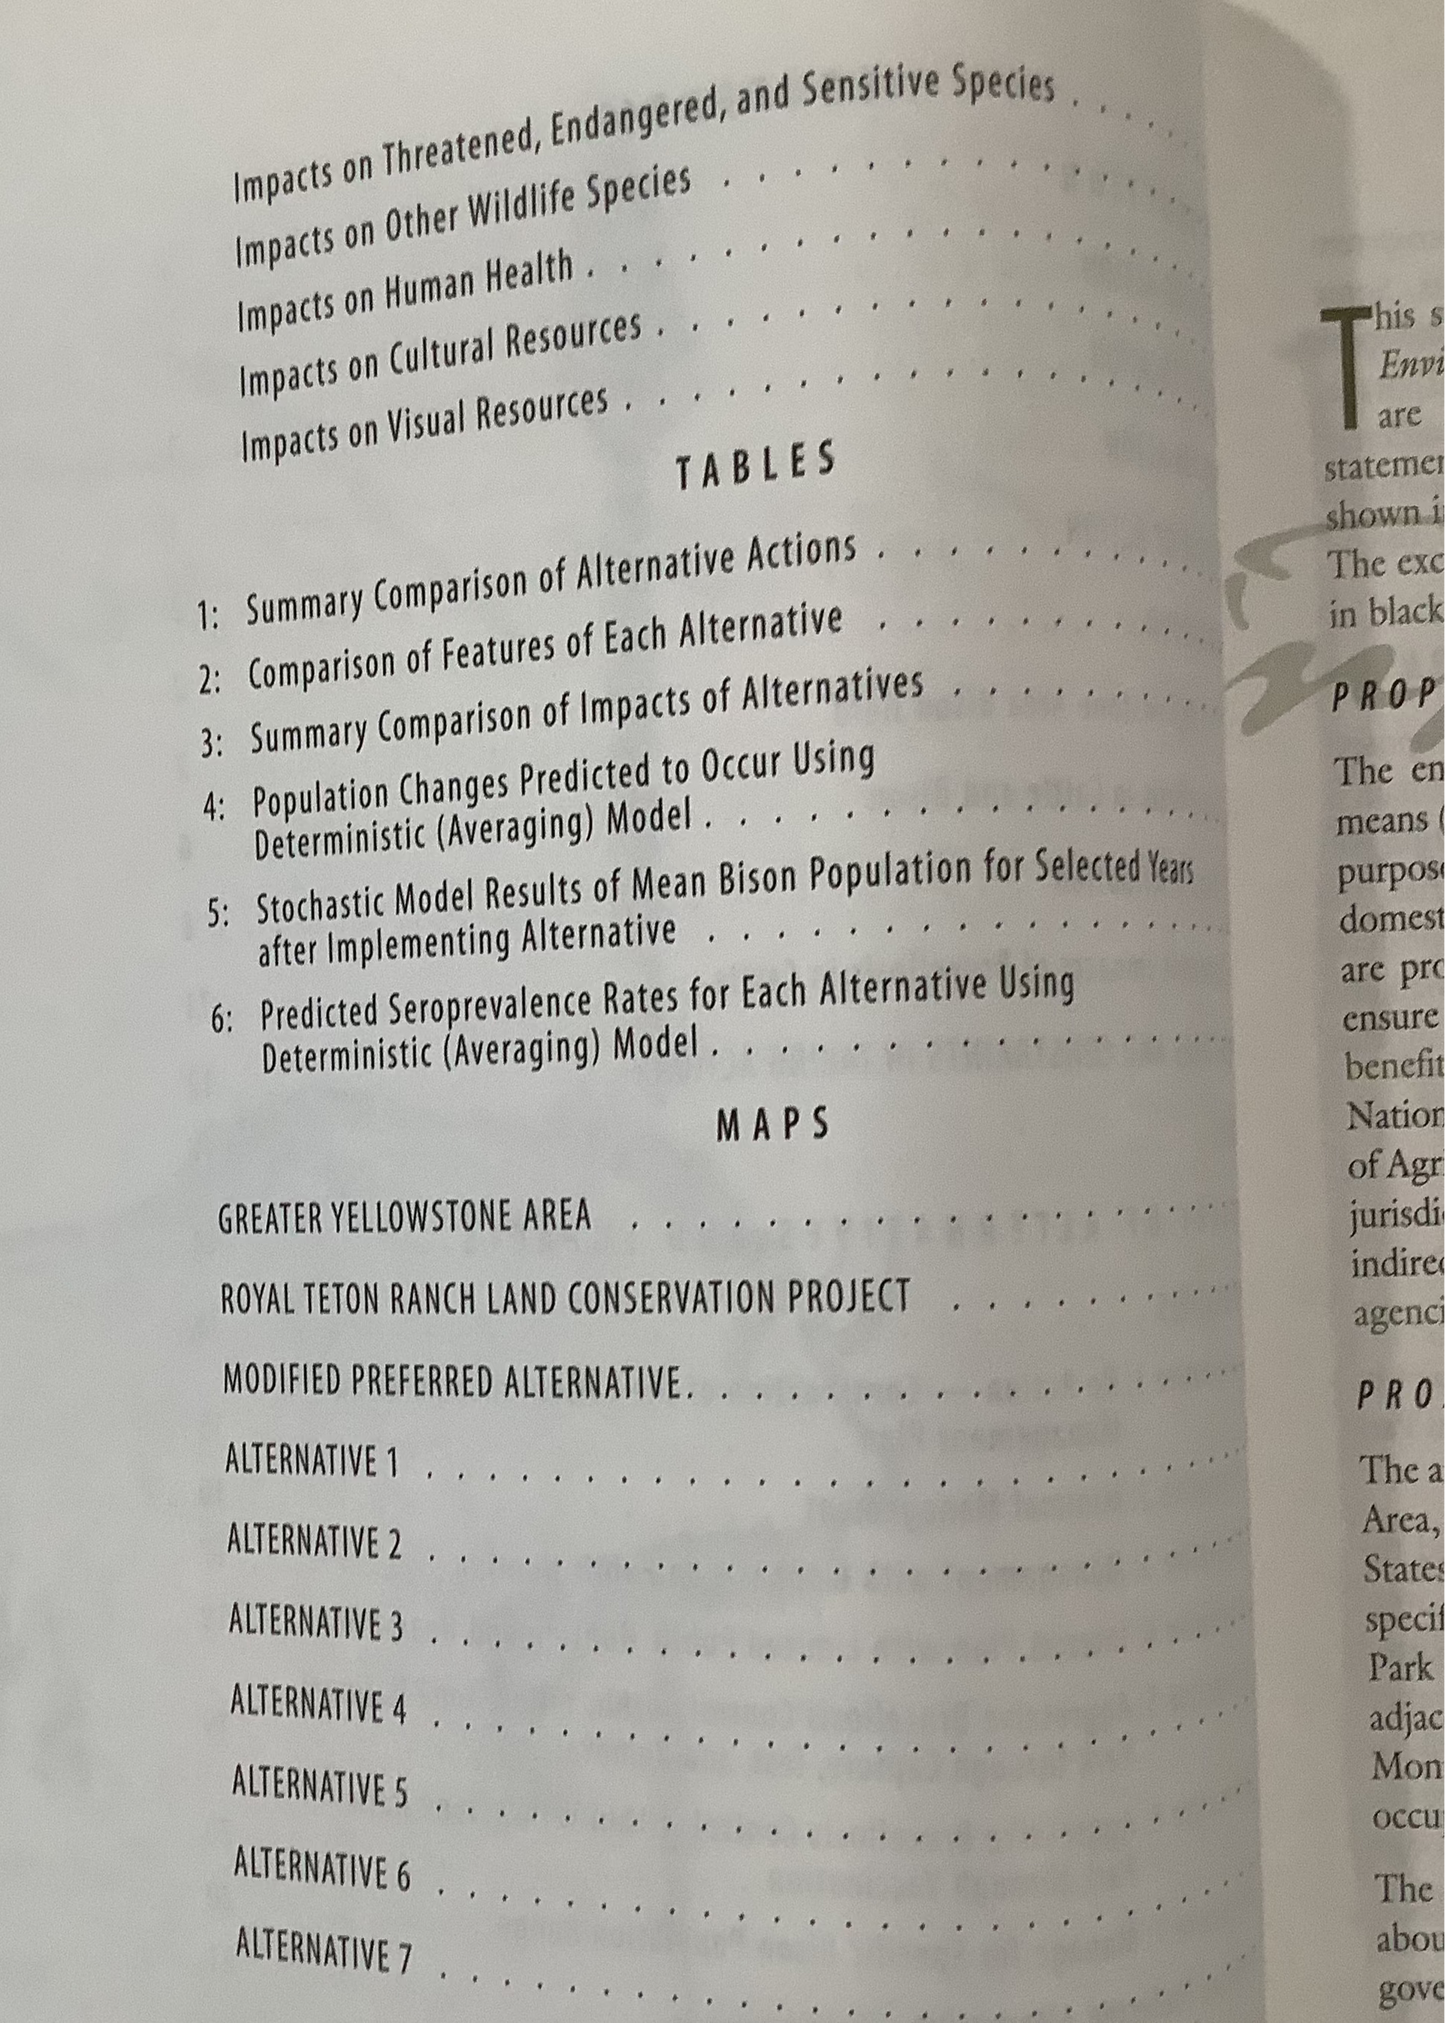 Impacts on Threatened, Endangered, and Sensitive Species . . . . .
Impacts on Other Wildlife Species . . . . . . . . . . . . . . .
Impacts on Human Health . . . . . . . . . . . . . . . . . . .
Impacts on Cultural Resources . . . . . . . . . . . . . . . . .
Impacts on Visual Resources . . . . . . . . . . . . . . . . . .
TABLES
1: Summary Comparison of Alternative Actions . . . . . . . . . .
2: Comparison of Features of Each Alternative . . . . . . . . . .
3: Summary Comparison of Impacts of Alternatives . . . . . . . .
4: Population Changes Predicted to Occur Using
Deterministic (Averaging) Model . . . . . . . . . . . . . . .
5: Stochastic Model Results of Mean Bison Population for Selected Years
after Implementing Alternative . . . . . . . . . . . . . . .
6: Predicted Seroprevalence Rates for Each Alternative Using
Deterministic (Averaging) Model . . . . . . . . . . . . . . .
MAPS
GREATER YELLOWSTONE AREA . . . . . . . . . . . . . . . . . .
ROYAL TETON RANCH LAND CONSERVATION PROJECT . . . . . . . . .
MODIFIED PREFERRED ALTERNATIVE . . . . . . . . . . . . . . . .
ALTERNATIVE 1 . . . . . . . . . . . . . . . . . . . . . . . .
ALTERNATIVE 2 . . . . . . . . . . . . . . . . . . . . . . . .
ALTERNATIVE 3 . . . . . . . . . . . . . . . . . . . . . . . .
ALTERNATIVE 4 . . . . . . . . . . . . . . . . . . . . . . . .
ALTERNATIVE 5 . . . . . . . . . . . . . . . . . . . . . . . .
ALTERNATIVE 6 . . . . . . . . . . . . . . . . . . . . . . . .
ALTERNATIVE 7 . . . . . . . . . . . . . . . . . . . . . . . .
This s
Envi
are
statemen
shown i
The exc
in black
PROP
The en
means (
purpose
domest
are pro
ensure
benefit
Nation
of Agr
jurisdi
indirec
agenci
PRO
The a
Area,
States
specif
Park
adjac
Mon
occu
The
abou
gove